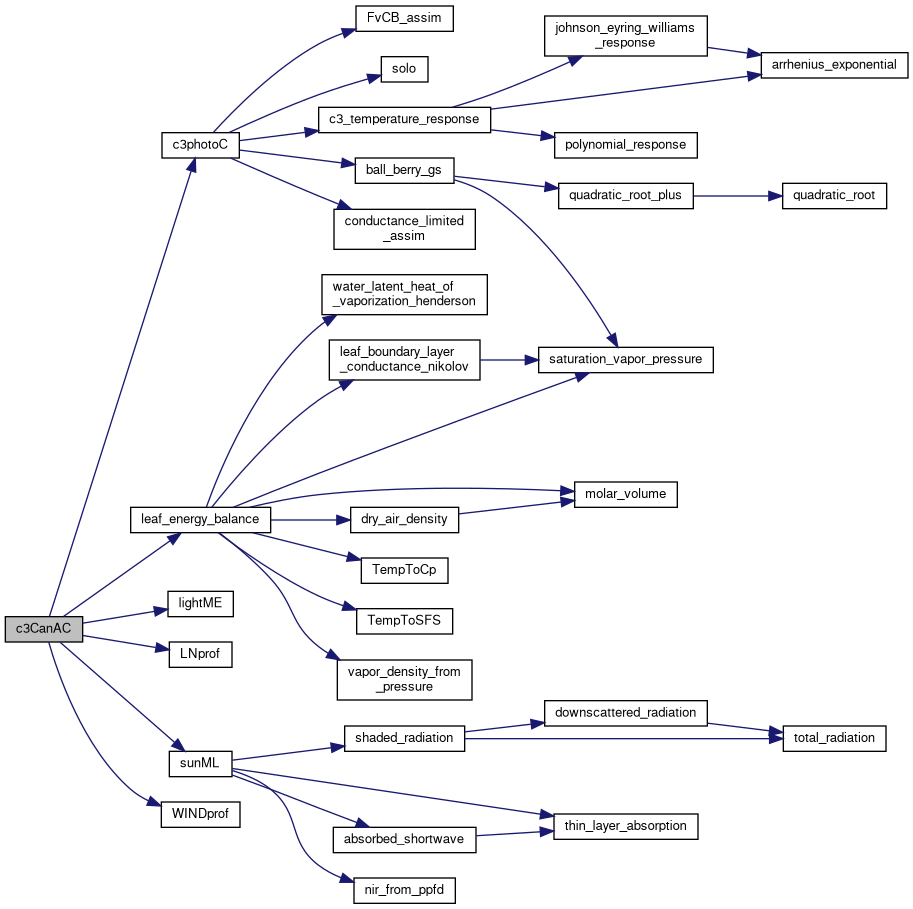 FvCB_assim
johnson_eyring_williams
_response
solo
arrhenius_exponential
c3_temperature_response
c3photoC
polynomial_response
ball_berry_gs
quadratic_root_plus
quadratic_root
conductance_limited
_assim
water_latent_heat_of
_vaporization_henderson
leaf_boundary_layer
_conductance_nikolov
saturation_vapor_pressure
molar_volume
leaf_energy_balance
dry_air_density
TempToCp
lightME
TempToSFS
c3CanAC
LNprof
vapor_density_from
_pressure
downscattered_radiation
shaded_radiation
total_radiation
sunML
WINDprof
thin_layer_absorption
absorbed_shortwave
nir_from_ppfd